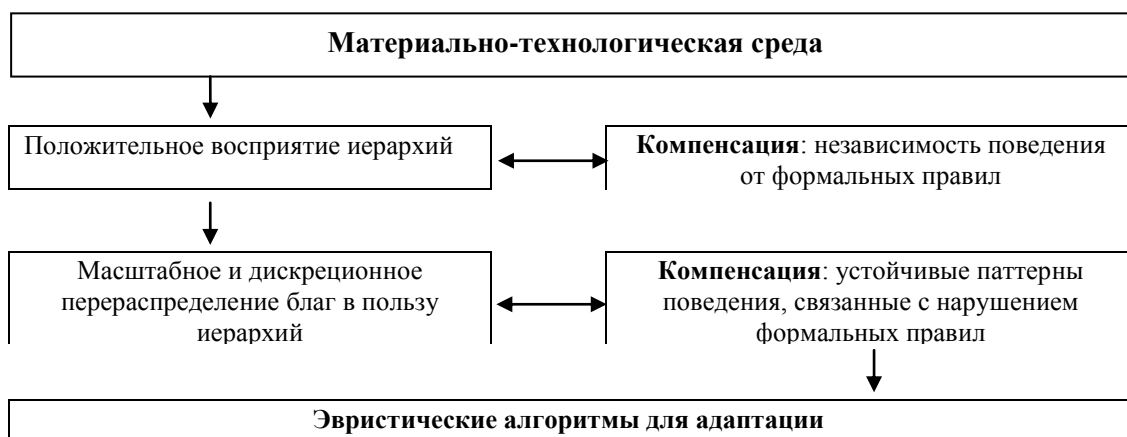 Материально-технологическая среда
Положительное восприятие иерархий
Компенсация: независимость поведения
от формальных правил
Масштабное и дискреционное
перераспределение благ в пользу
иерархий
Компенсация: устойчивые паттерны
поведения, связанные с нарушением
формальных правил
Эвристические алгоритмы для адаптации